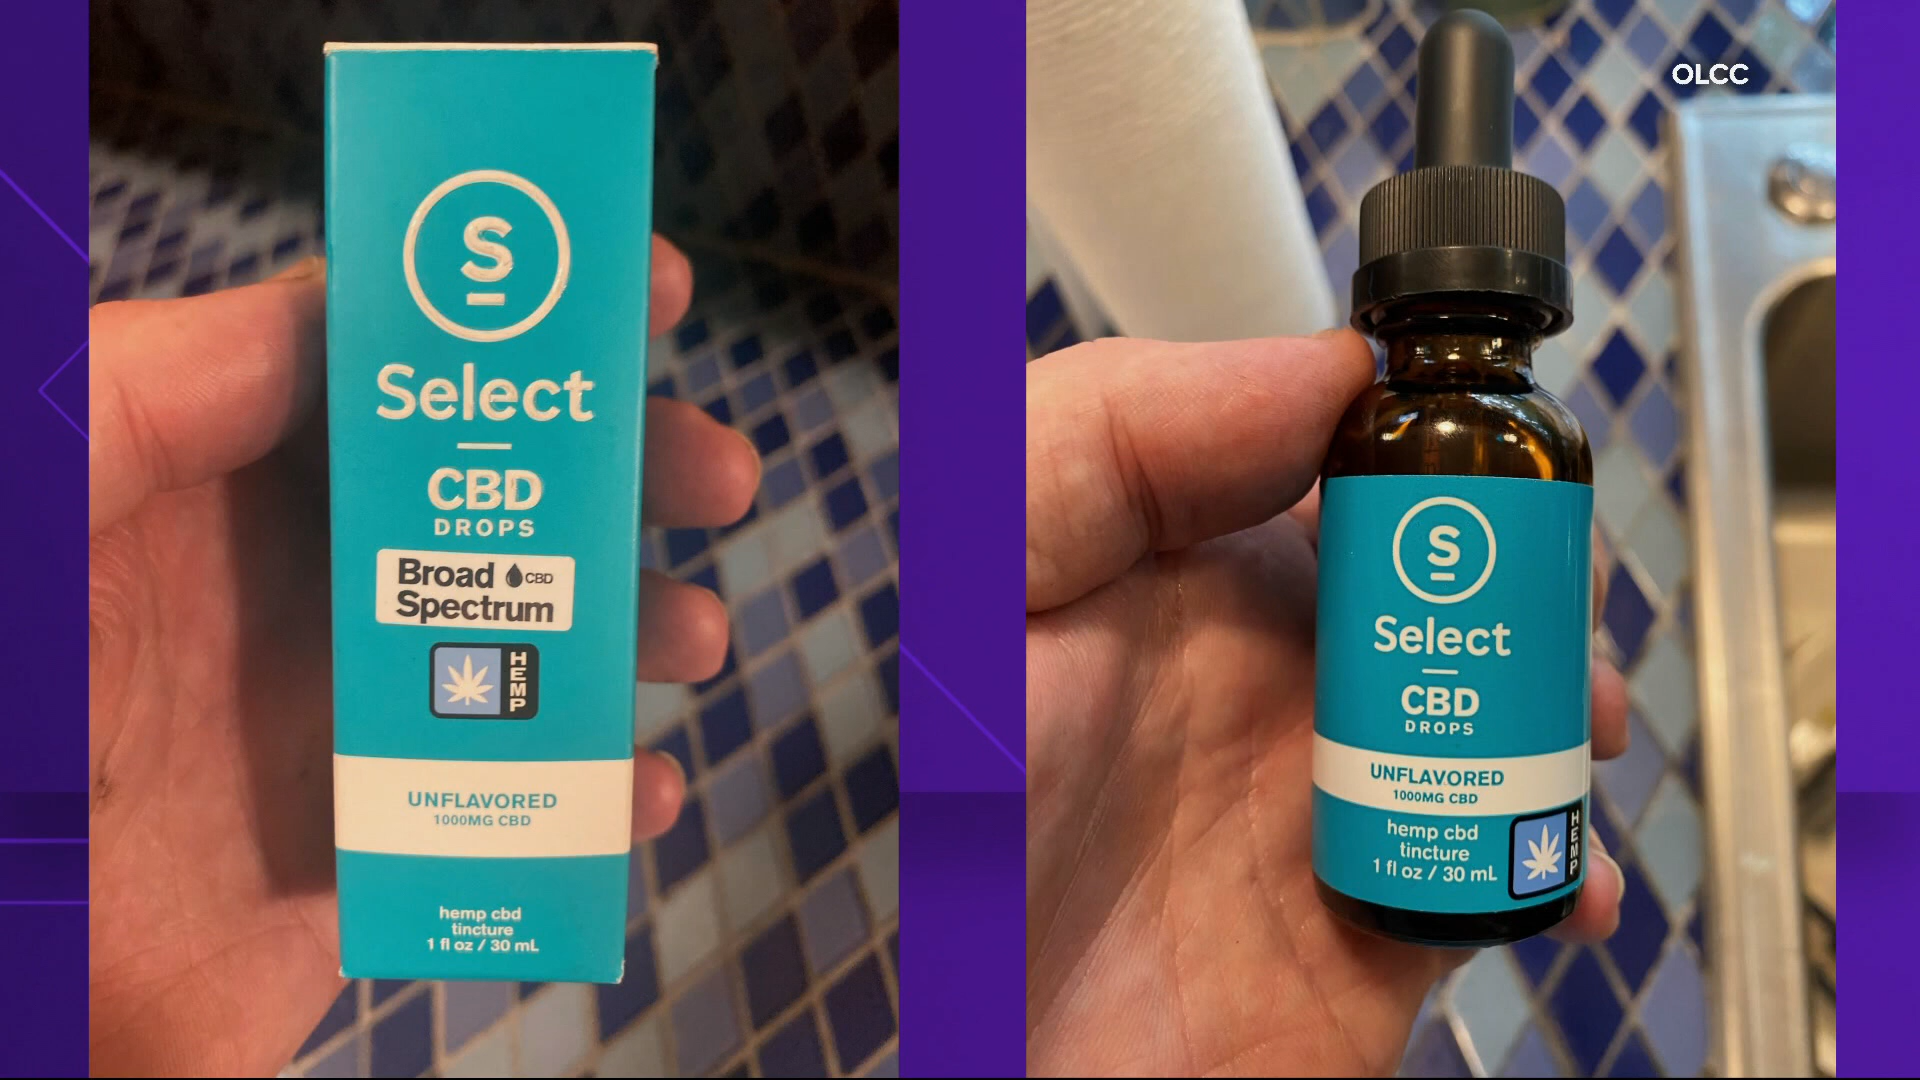 S
Select
CBD
DROPS
Broad CBD
Spectrum
HEMP
UNFLAVORED
1000MG CBD
hemp cbd
tincture
1 fl oz / 30 mL
OLCC
S
Select
CBD
DROPS
UNFLAVORED
1000MG CBD
hemp cbd
tincture
1 fl oz / 30 mL
HEMP